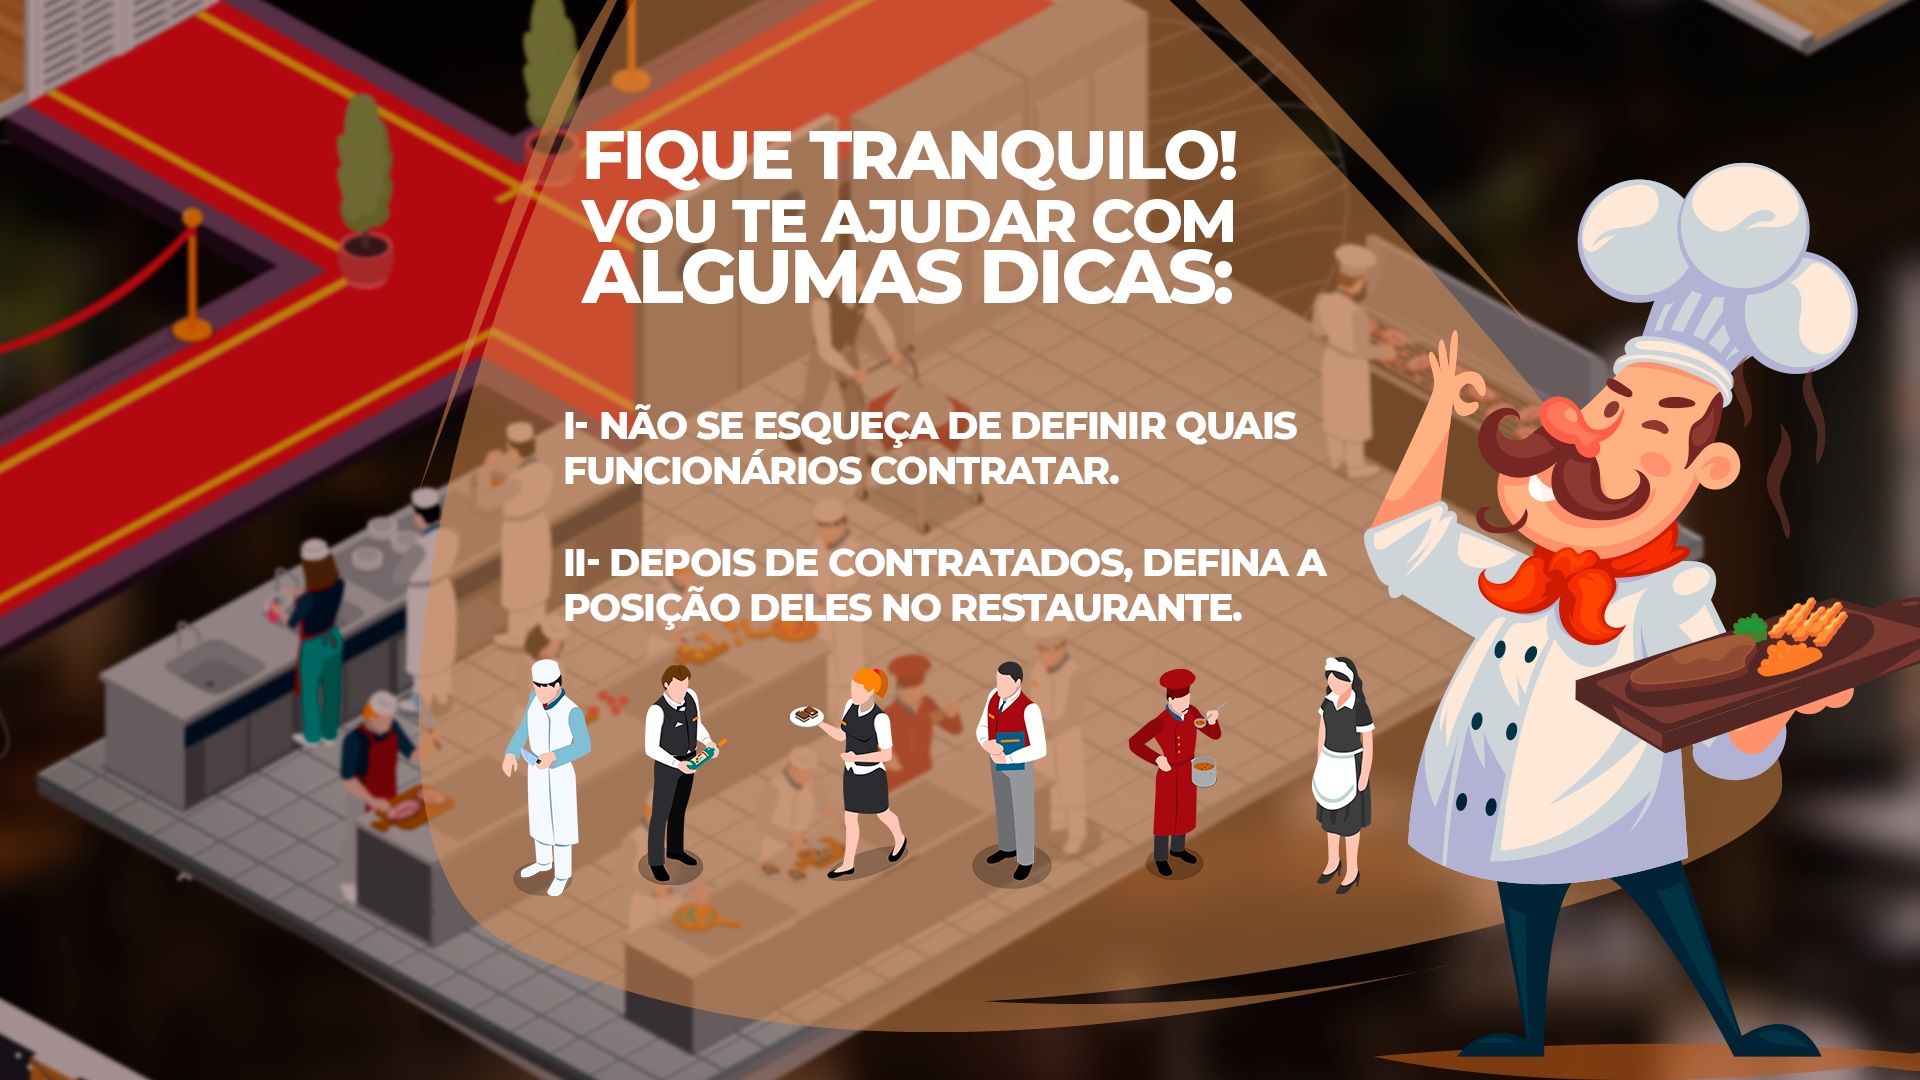 FIQUE TRANQUILO!
VOU TE AJUDAR COM
ALGUMAS DICAS:
I- NÃO SE ESQUEÇA DE DEFINIR QUAIS
FUNCIONÁRIOS CONTRATAR.
II- DEPOIS DE CONTRATADOS, DEFINA A
POSIÇÃO DELES NO RESTAURANTE.